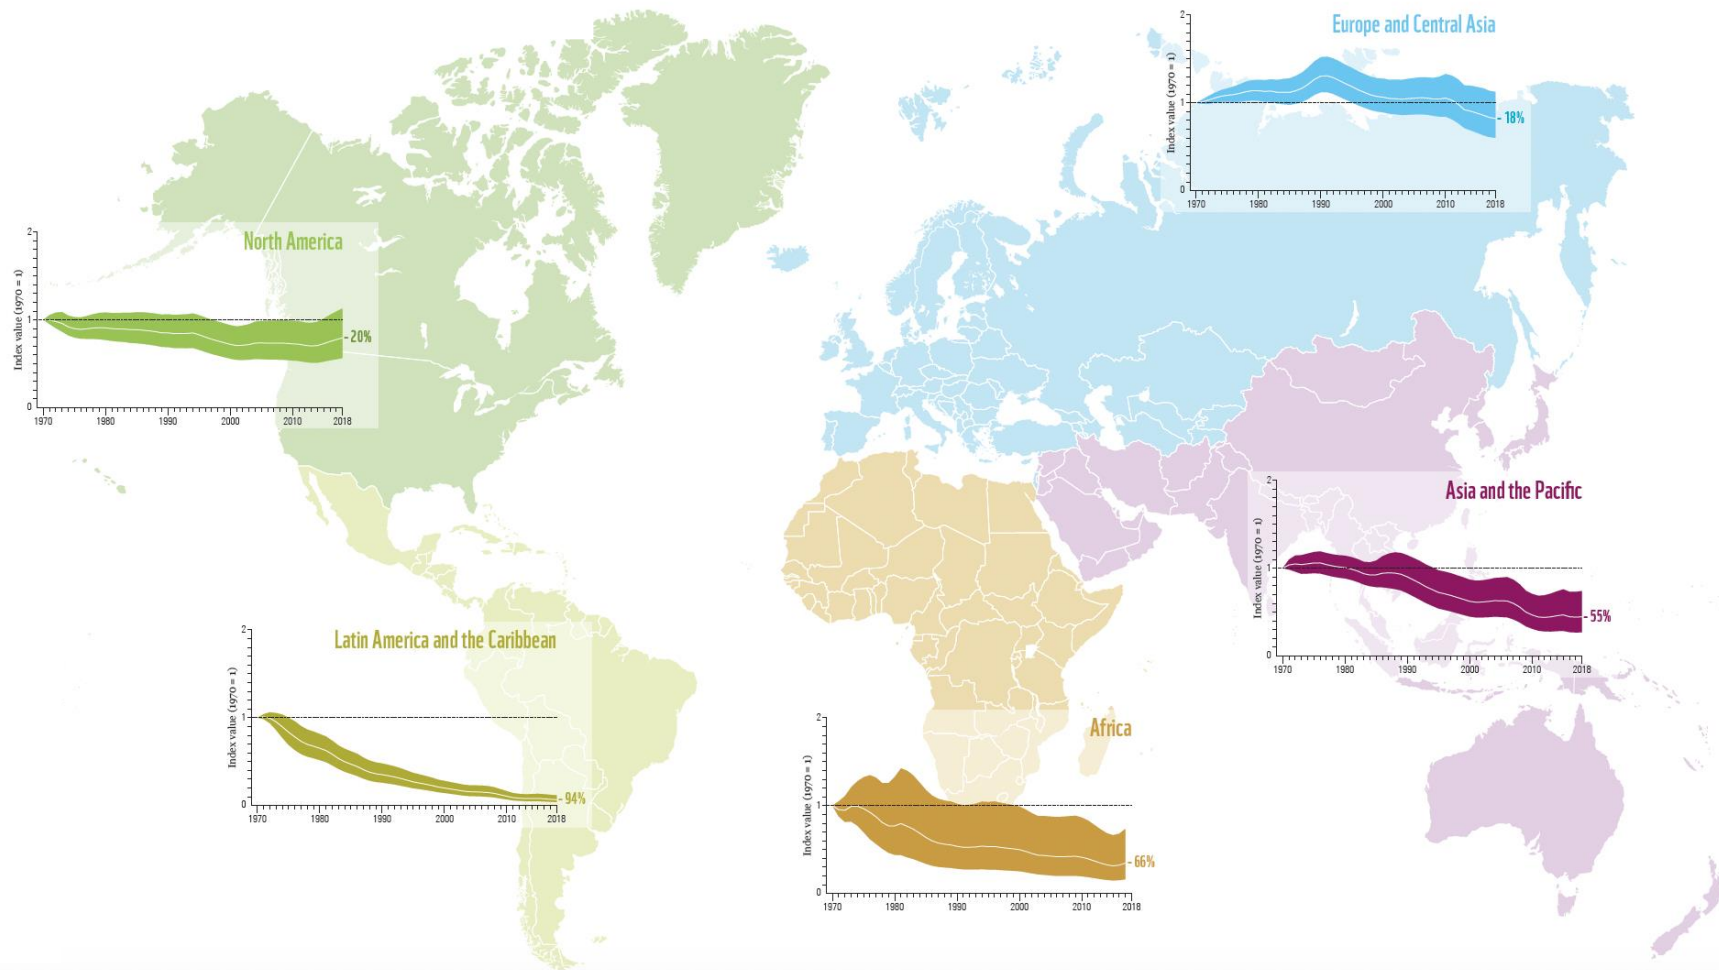 Europe and Central Asia
Index value (1970 = 1)
2
1
0
- 18%
1970 1980 1990 2000 2010 2018
North America
Index value (1970 = 1)
2
1
0
- 20%
1970 1980 1990 2000 2010 2018
Asia and the Pacific
Index value (1970 = 1)
2
1
0
- 55%
1970 1980 1990 2000 2010 2018
Latin America and the Caribbean
Index value (1970 = 1)
2
1
0
- 94%
1970 1980 1990 2000 2010 2018
Africa
Index value (1970 = 1)
2
1
0
- 66%
1970 1980 1990 2000 2010 2018